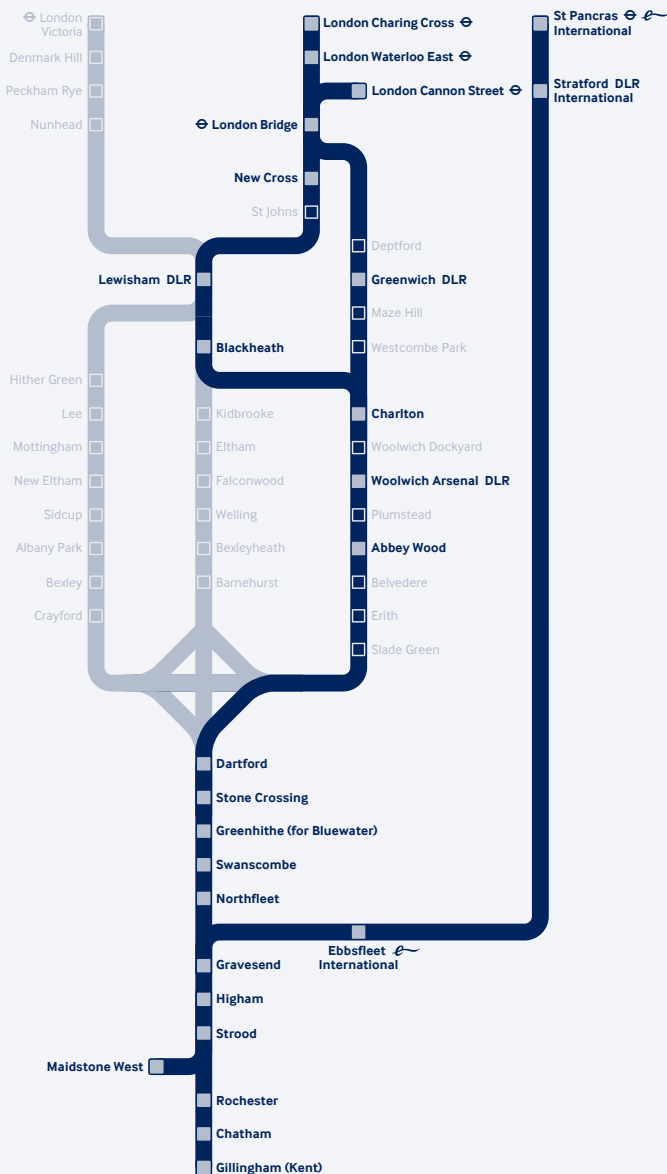 London
Victoria
Denmark Hill
Peckham Rye
Nunhead
London Charing Cross
London Waterloo East
London Cannon Street
London Bridge
New Cross
St Johns
St Pancras
International
Stratford DLR
International
Deptford
Lewisham DLR
Greenwich DLR
Maze Hill
Blackheath
Westcombe Park
Hither Green
Lee
Kidbrooke
Charlton
Mottingham
Eltham
Woolwich Dockyard
New Eltham
Falconwood
Woolwich Arsenal DLR
Sidcup
Welling
Plumstead
Albany Park
Bexleyheath
Abbey Wood
Bexley
Barnehurst
Belvedere
Crayford
Erith
Slade Green
Dartford
Stone Crossing
Greenhithe (for Bluewater)
Swanscombe
Northfleet
Ebbsfleet
International
Gravesend
Higham
Strood
Maidstone West
Rochester
Chatham
Gillingham (Kent)